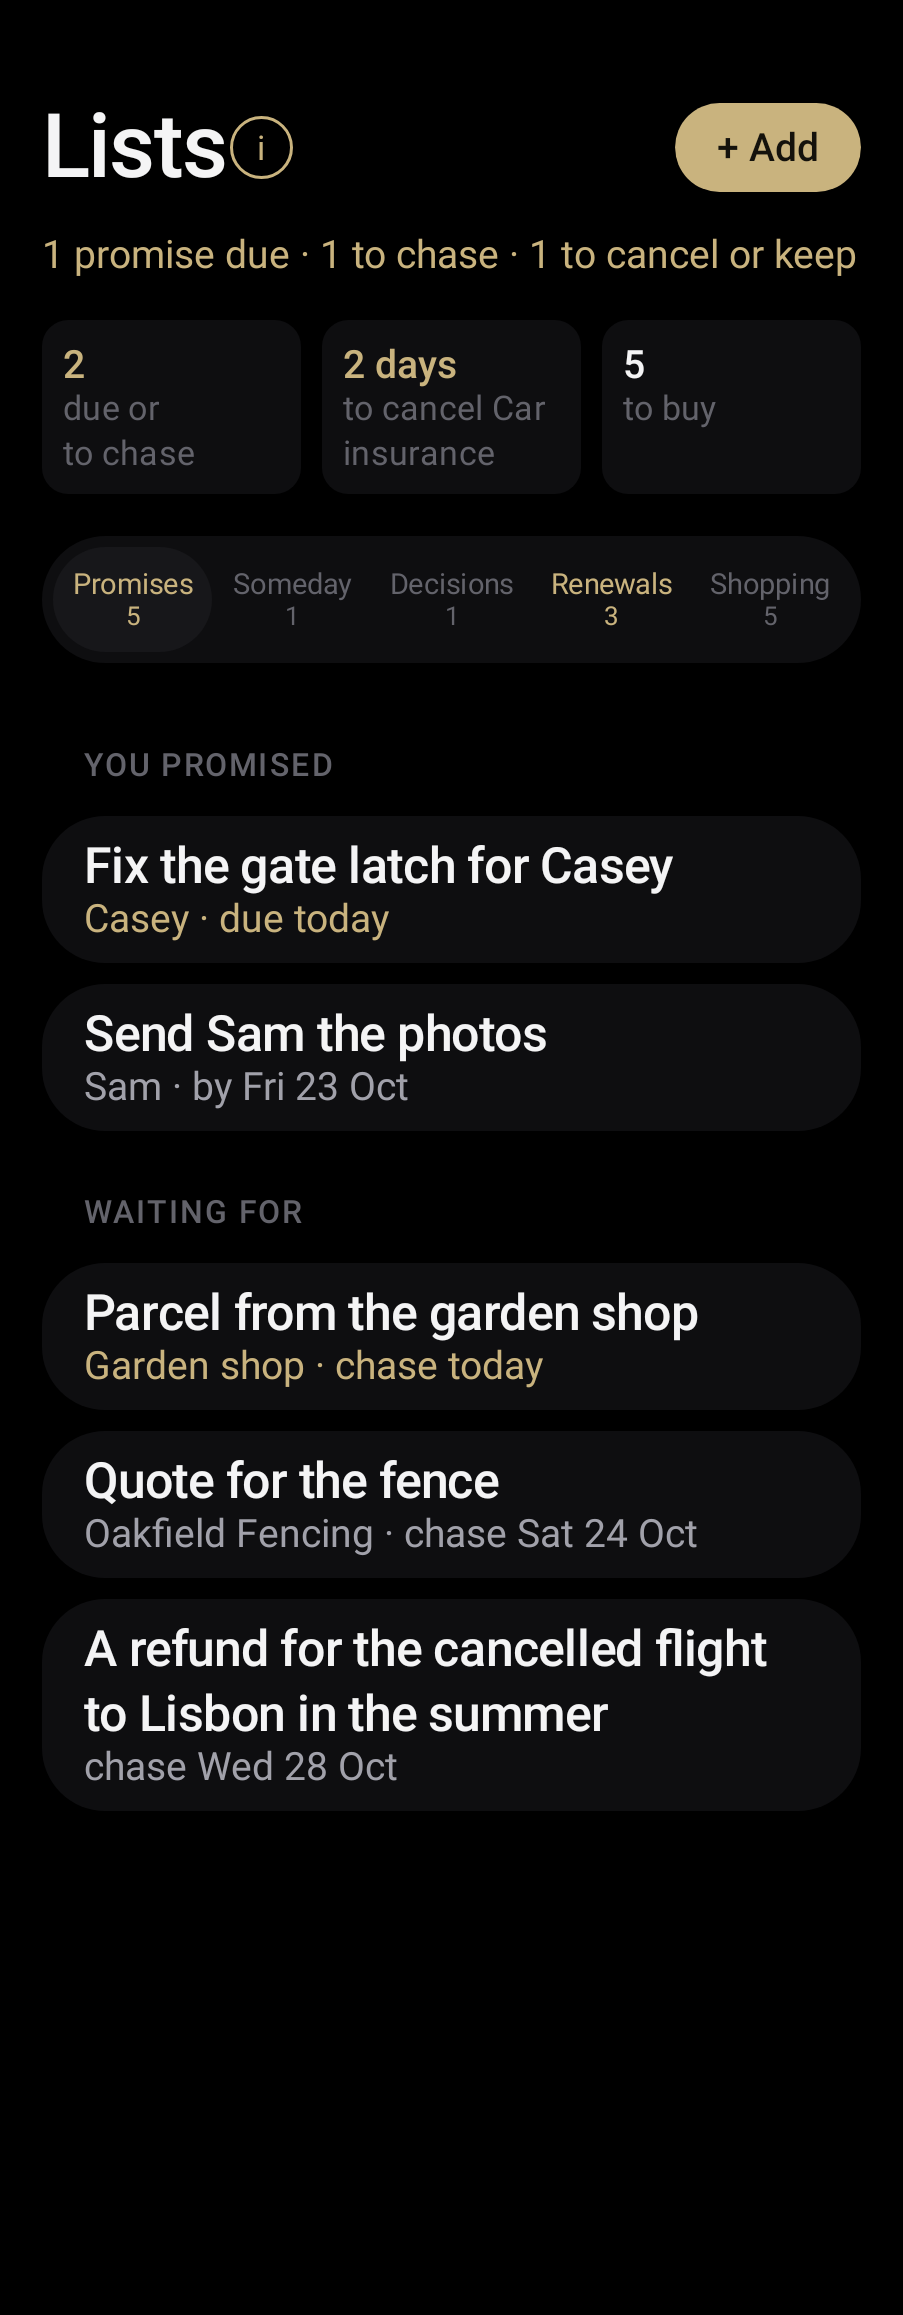 Lists i
+ Add
1 promise due · 1 to chase · 1 to cancel or keep
2
due or
to chase
2 days
to cancel Car
insurance
5
to buy
Promises
5
Someday
1
Decisions
1
Renewals
3
Shopping
5
YOU PROMISED
Fix the gate latch for Casey
Casey · due today
Send Sam the photos
Sam · by Fri 23 Oct
WAITING FOR
Parcel from the garden shop
Garden shop · chase today
Quote for the fence
Oakfield Fencing · chase Sat 24 Oct
A refund for the cancelled flight
to Lisbon in the summer
chase Wed 28 Oct